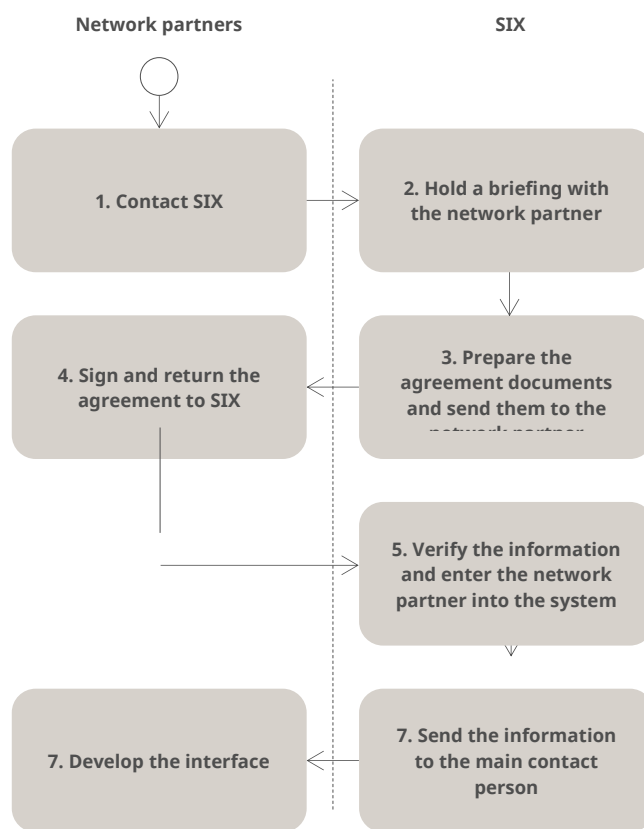 Network partners
SIX
1. Contact SIX
2. Hold a briefing with
the network partner
3. Prepare the
agreement documents
and send them to the
4. Sign and return the
agreement to SIX
5. Verify the information
and enter the network
partner into the system
7. Send the information
to the main contact
person
7. Develop the interface